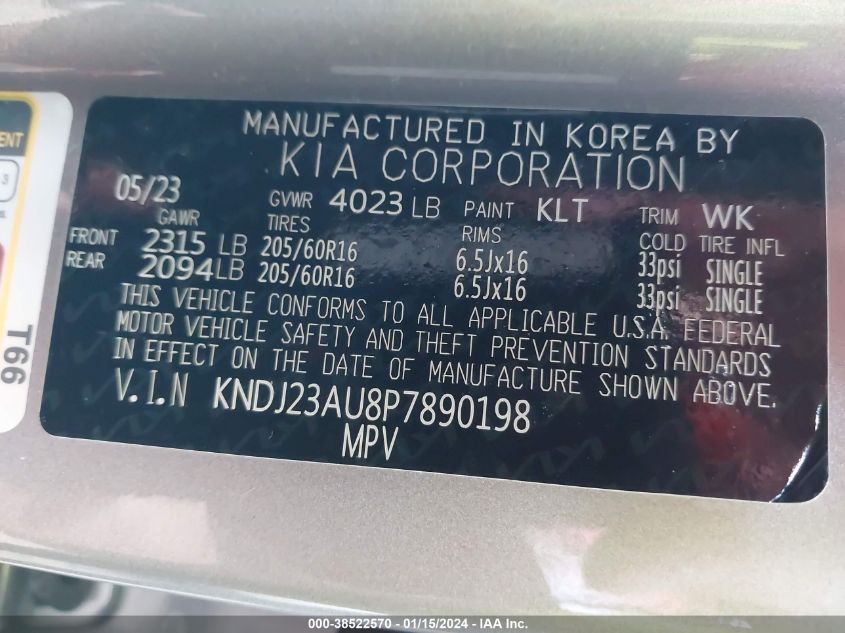 MANUFACTURED IN KOREA BY
KIA CORPORATION
05/23 GVWR 4023 LB PAINT KLT TRIM WK
GAWR TIRES RIMS COLD TIRE INFL
FRONT 2315 LB 205/60R16 6.5Jx16 33psi SINGLE
REAR 2094 LB 205/60R16 6.5Jx16 33psi SINGLE
THIS VEHICLE CONFORMS TO ALL APPLICABLE U.S.A. FEDERAL
MOTOR VEHICLE SAFETY AND THEFT PREVENTION STANDARDS
IN EFFECT ON THE DATE OF MANUFACTURE SHOWN ABOVE.
V.I.N KNDJ23AU8P7890198
MPV
T66
000-38522570 - 01/15/2024 - IAA Inc.